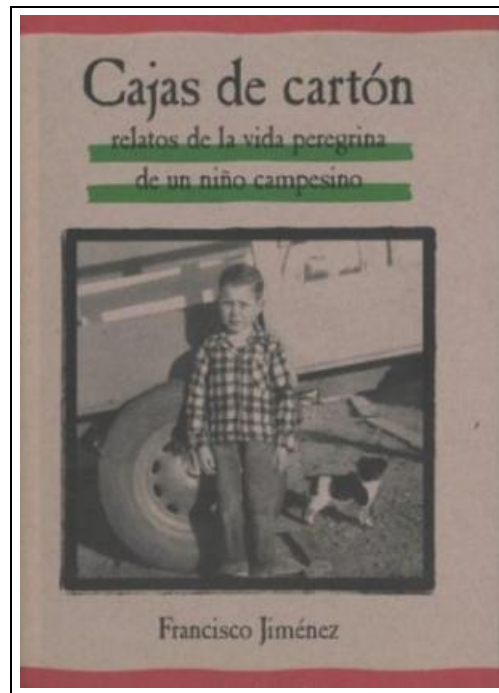 Cajas de cartón
relatos de la vida peregrina
de un niño campesino
Francisco Jiménez